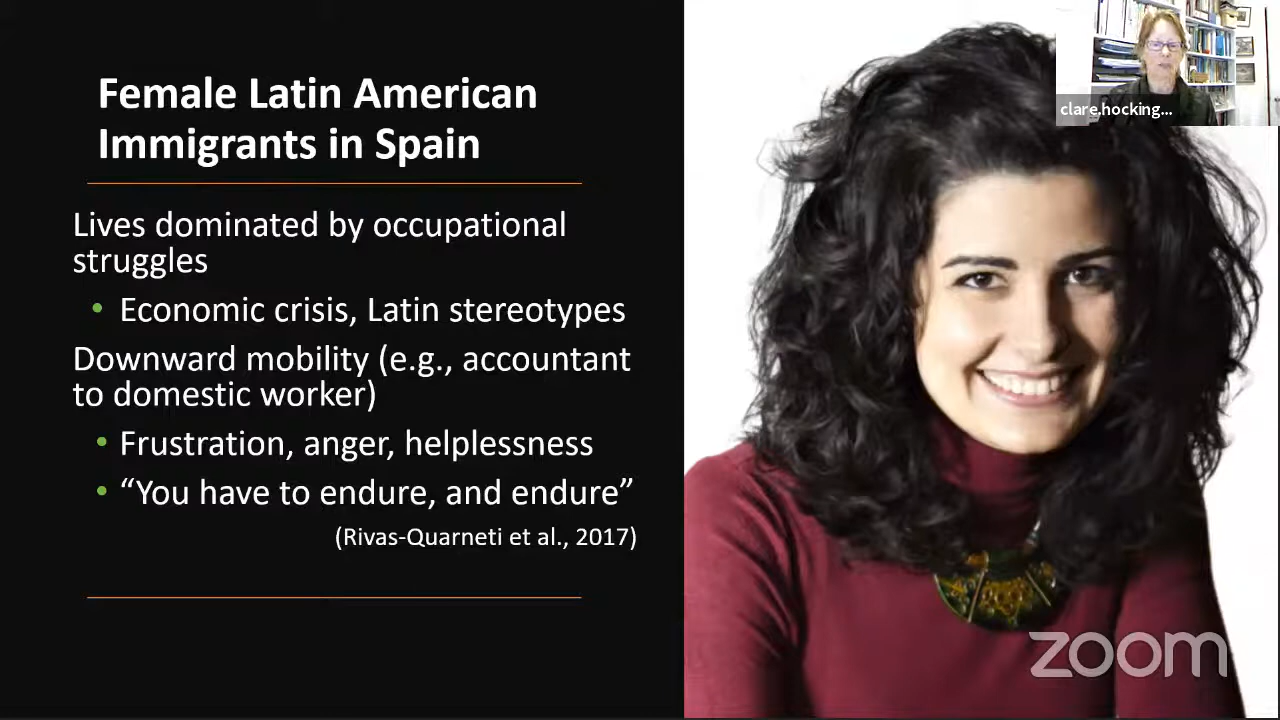 Female Latin American
Immigrants in Spain
Lives dominated by occupational
struggles
• Economic crisis, Latin stereotypes
Downward mobility (e.g., accountant
to domestic worker)
• Frustration, anger, helplessness
• “You have to endure, and endure”
(Rivas-Quarneti et al., 2017)
clare.hocking...
zoom